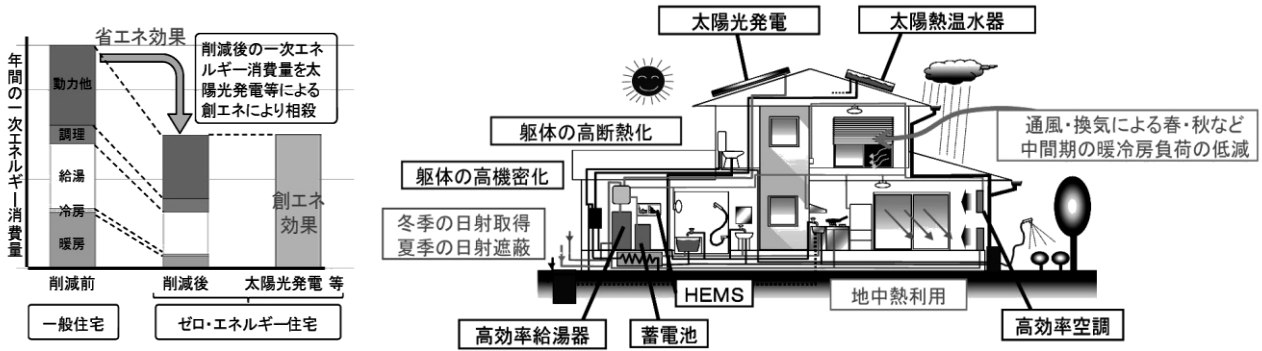 年間の一次エネルギー消費量
省エネ効果
削減後の一次エネ
ルギー消費量を太
陽光発電等による
創エネにより相殺
動力他
調理
給湯
冷房
暖房
創エネ
効果
削減前
削減後
太陽光発電 等
一般住宅
ゼロ・エネルギー住宅
太陽光発電
太陽熱温水器
躯体の高断熱化
躯体の高機密化
冬季の日射取得
夏季の日射遮蔽
通風・換気による春・秋など
中間期の暖冷房負荷の低減
HEMS
地中熱利用
高効率給湯器
蓄電池
高効率空調